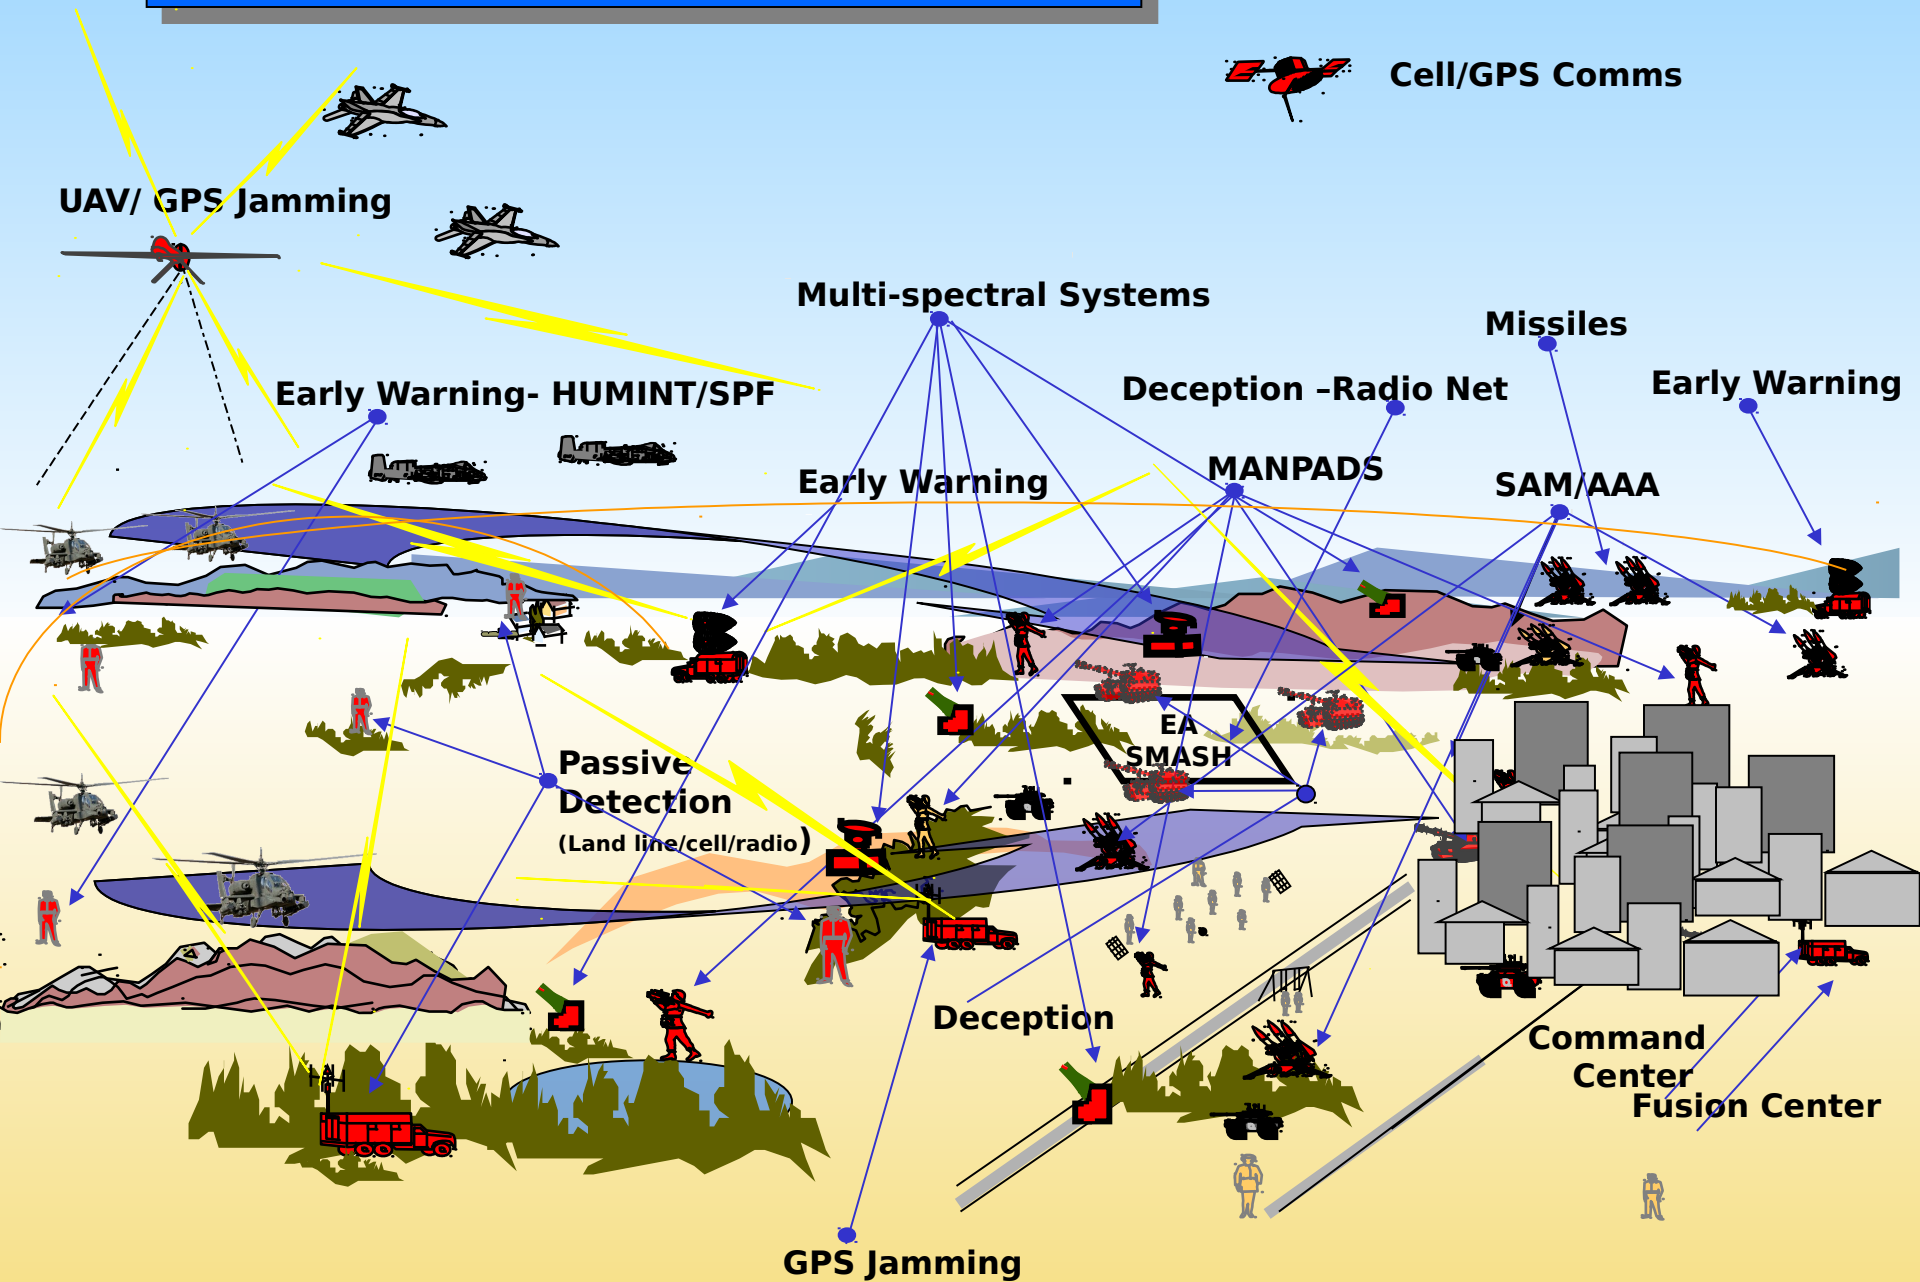 Cell/GPS Comms
UAV/ GPS Jamming
Multi-spectral Systems
Missiles
Early Warning- HUMINT/SPF
Deception –Radio Net
Early Warning
Early Warning
MANPADS
SAM/AAA
EA
SMASH
Passive
Detection
(Land line/cell/radio)
Deception
Command
Center
Fusion Center
GPS Jamming